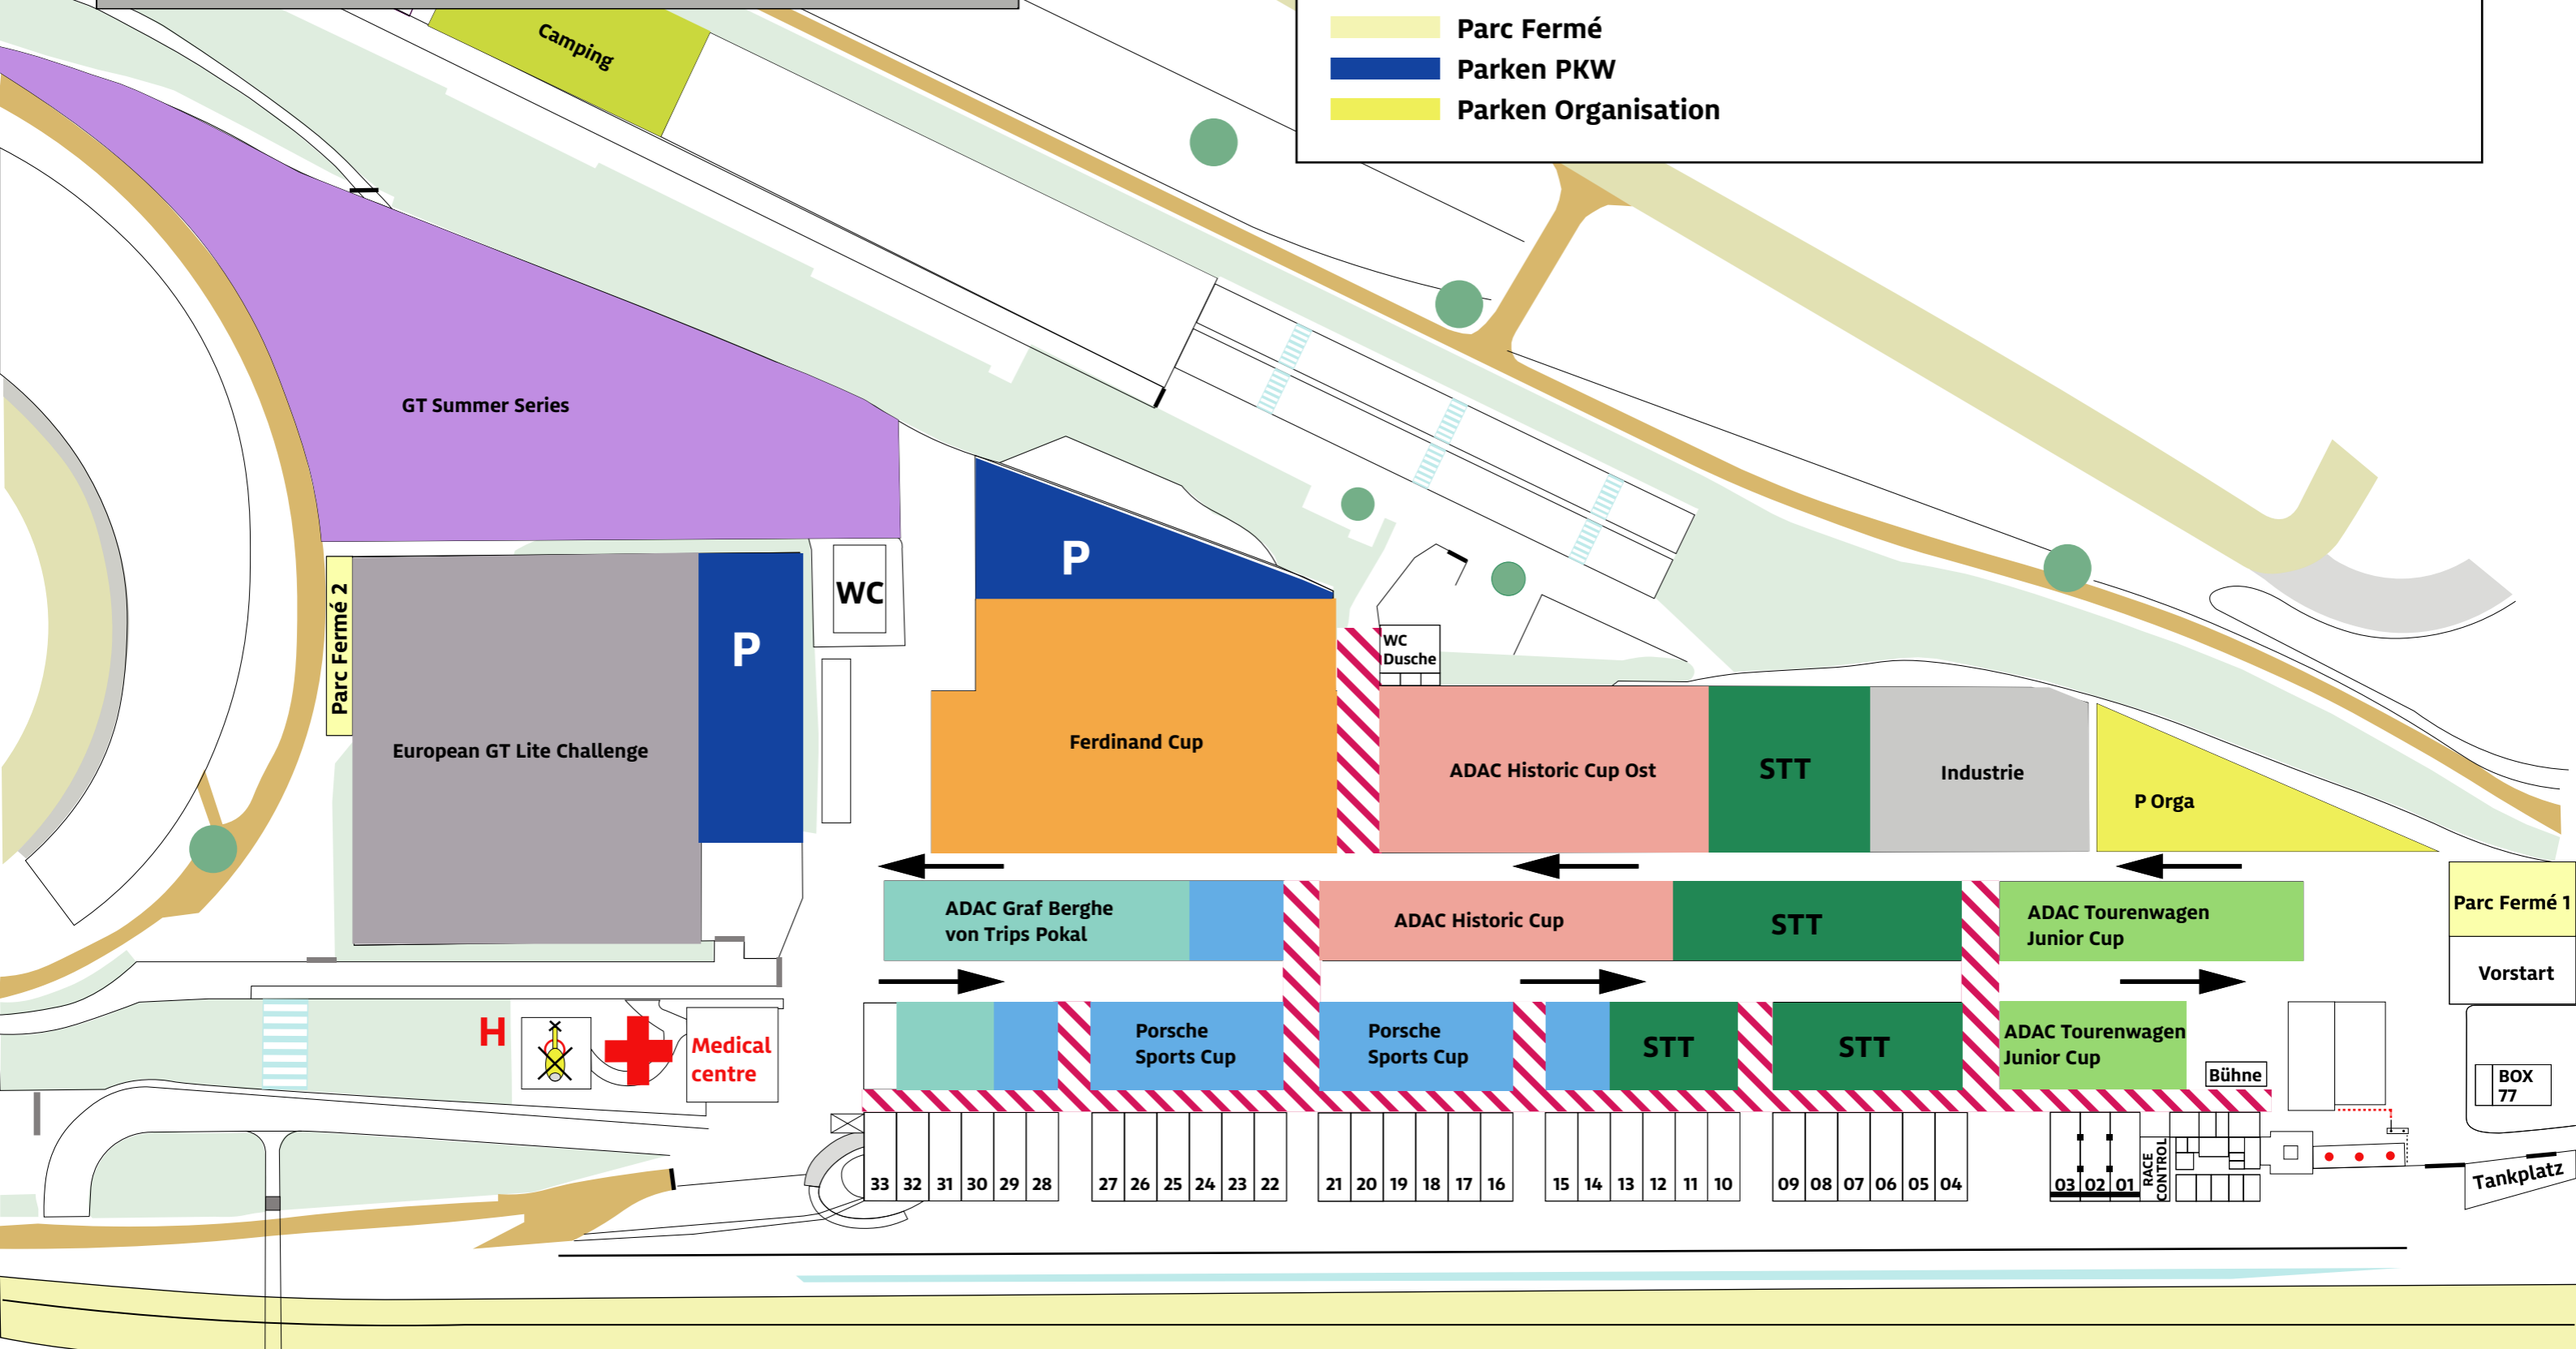 Camping
Parc Fermé
Parken PKW
Parken Organisation
GT Summer Series
P
WC
Parc Fermé 2
P
WC
Dusche
European GT Lite Challenge
Ferdinand Cup
ADAC Historic Cup Ost
STT
Industrie
P Orga
ADAC Graf Berghe
von Trips Pokal
ADAC Historic Cup
STT
ADAC Tourenwagen
Junior Cup
Parc Fermé 1
Vorstart
H
Medical
centre
Porsche
Sports Cup
Porsche
Sports Cup
STT
STT
ADAC Tourenwagen
Junior Cup
Bühne
BOX
77
33 32 31 30 29 28 27 26 25 24 23 22 21 20 19 18 17 16 15 14 13 12 11 10 09 08 07 06 05 04 03 02 01
RACE
CONTROL
Tankplatz